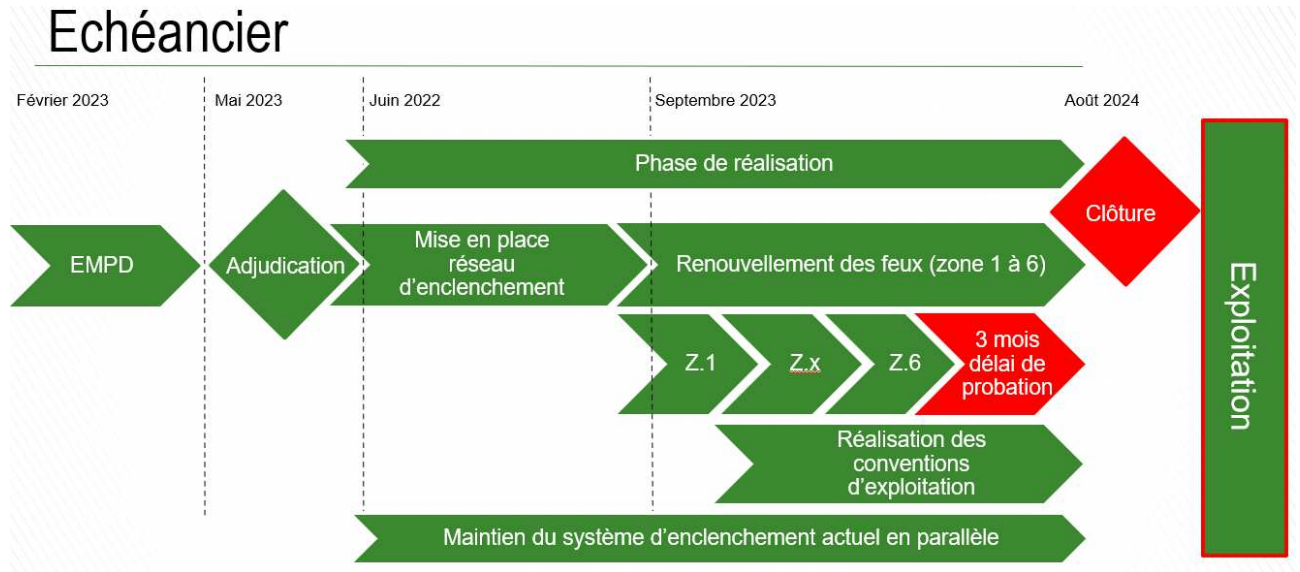 Echéancier
Février 2023
Mai 2023
Juin 2022
Septembre 2023
Août 2024
Phase de réalisation
Clôture
EMPD
Adjudication
Mise en place
réseau
d'enclenchement
Renouvellement des feux (zone 1 à 6)
Z.1
Z.x
Z.6
3 mois
délai de
probation
Réalisation des
conventions
d'exploitation
Maintien du système d'enclenchement actuel en parallèle
Exploitation